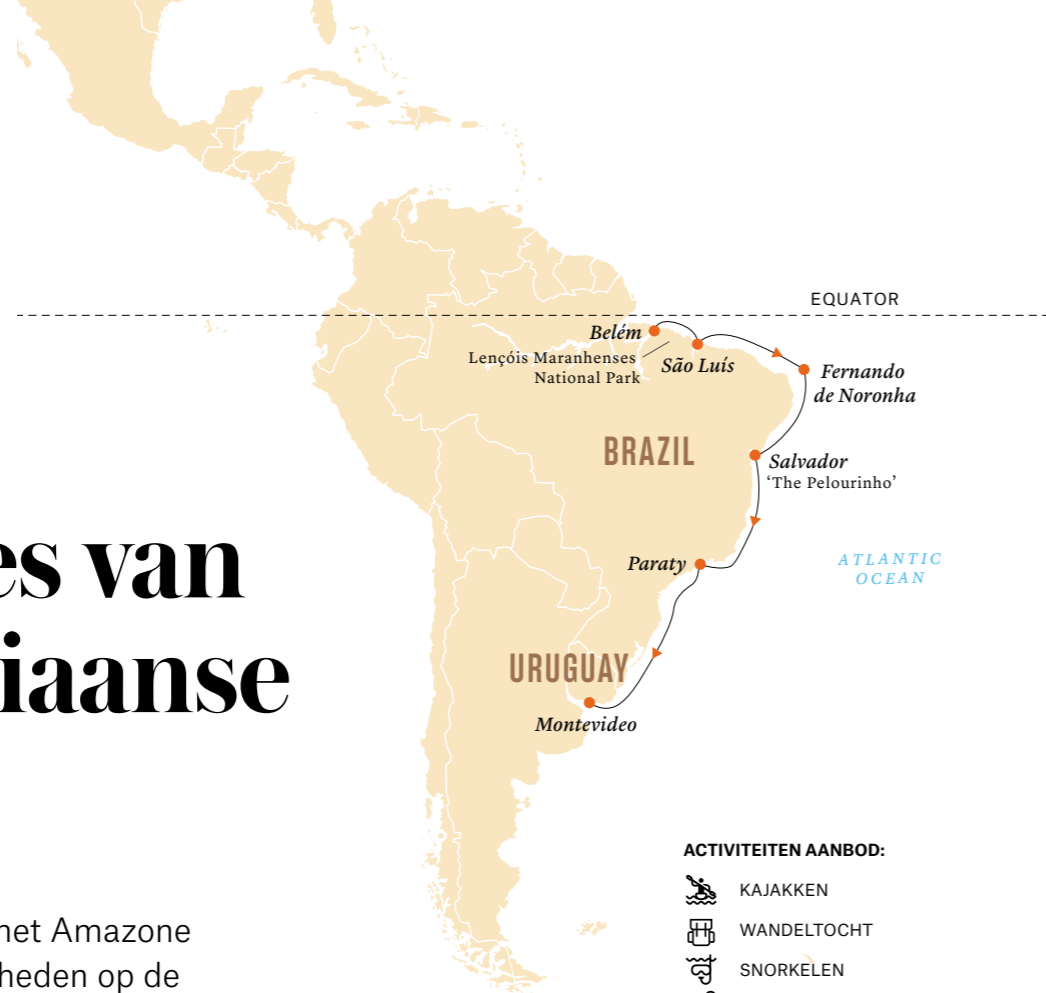 EQUATOR
Belém
Lençóis Maranhenses
National Park
São Luís
Fernando
de Noronha
BRAZIL
Salvador
'The Pelourinho'
es van
Paraty
ATLANTIC
OCEAN
iaanse
URUGUAY
Montevideo
ACTIVITEITEN AANBOD:
KAJAKKEN
WANDELTOCHT
SNORKELEN
net Amazone
heden op de